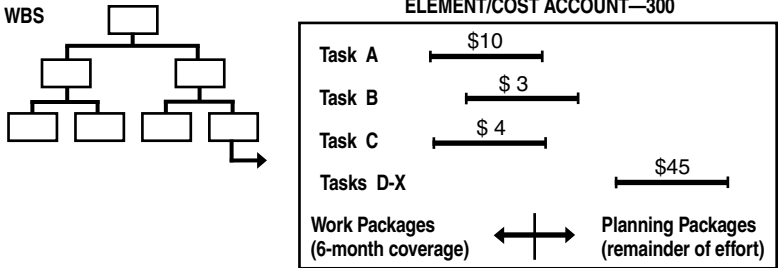 WBS
ELEMENT/COST ACCOUNT—300
Task A $10
Task B $ 3
Task C $ 4
Tasks D-X $45
Work Packages
(6-month coverage)
Planning Packages
(remainder of effort)